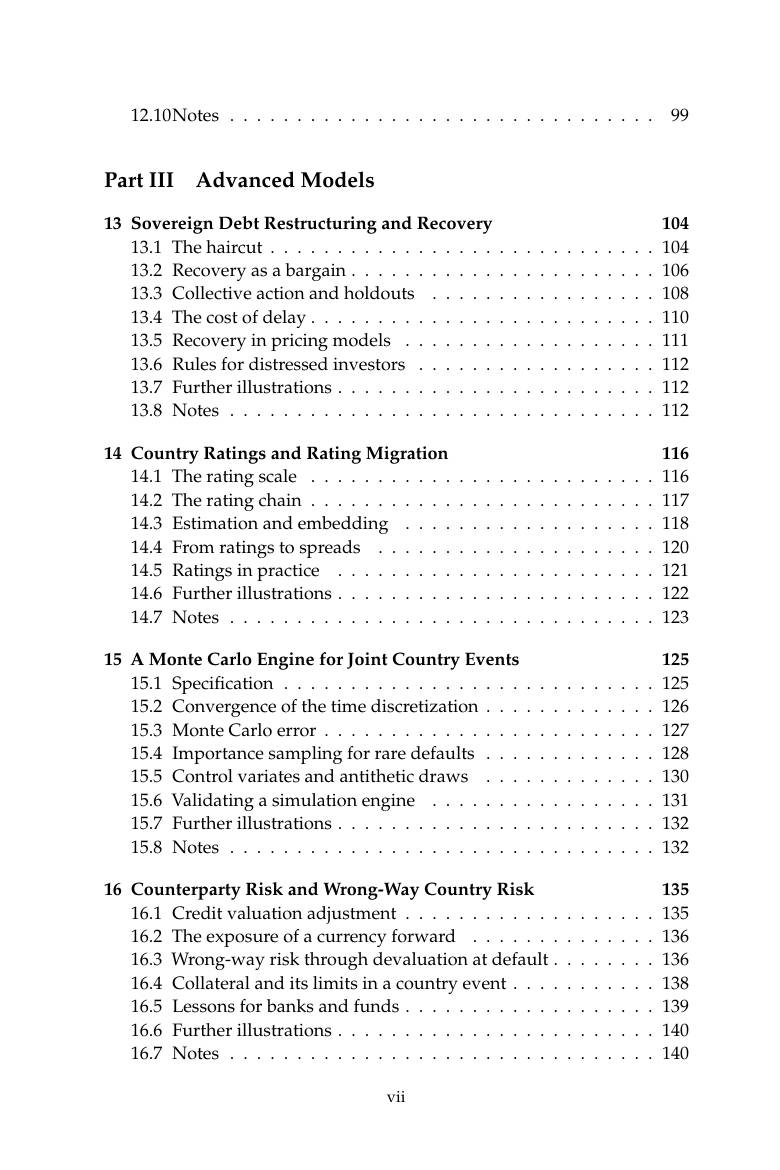 12.10Notes . . . . . . . . . . . . . . . . . . . . . . . . . . . . . . . . 99
Part III Advanced Models
13 Sovereign Debt Restructuring and Recovery 104
13.1 The haircut . . . . . . . . . . . . . . . . . . . . . . . . . . . . . 104
13.2 Recovery as a bargain . . . . . . . . . . . . . . . . . . . . . . . 106
13.3 Collective action and holdouts . . . . . . . . . . . . . . . . . 108
13.4 The cost of delay . . . . . . . . . . . . . . . . . . . . . . . . . . 110
13.5 Recovery in pricing models . . . . . . . . . . . . . . . . . . . 111
13.6 Rules for distressed investors . . . . . . . . . . . . . . . . . . 112
13.7 Further illustrations . . . . . . . . . . . . . . . . . . . . . . . . 112
13.8 Notes . . . . . . . . . . . . . . . . . . . . . . . . . . . . . . . . 112
14 Country Ratings and Rating Migration 116
14.1 The rating scale . . . . . . . . . . . . . . . . . . . . . . . . . . 116
14.2 The rating chain . . . . . . . . . . . . . . . . . . . . . . . . . . 117
14.3 Estimation and embedding . . . . . . . . . . . . . . . . . . . 118
14.4 From ratings to spreads . . . . . . . . . . . . . . . . . . . . . 120
14.5 Ratings in practice . . . . . . . . . . . . . . . . . . . . . . . . 121
14.6 Further illustrations . . . . . . . . . . . . . . . . . . . . . . . . 122
14.7 Notes . . . . . . . . . . . . . . . . . . . . . . . . . . . . . . . . 123
15 A Monte Carlo Engine for Joint Country Events 125
15.1 Specification . . . . . . . . . . . . . . . . . . . . . . . . . . . . 125
15.2 Convergence of the time discretization . . . . . . . . . . . . . 126
15.3 Monte Carlo error . . . . . . . . . . . . . . . . . . . . . . . . . 127
15.4 Importance sampling for rare defaults . . . . . . . . . . . . . 128
15.5 Control variates and antithetic draws . . . . . . . . . . . . . 130
15.6 Validating a simulation engine . . . . . . . . . . . . . . . . . 131
15.7 Further illustrations . . . . . . . . . . . . . . . . . . . . . . . . 132
15.8 Notes . . . . . . . . . . . . . . . . . . . . . . . . . . . . . . . . 132
16 Counterparty Risk and Wrong-Way Country Risk 135
16.1 Credit valuation adjustment . . . . . . . . . . . . . . . . . . . 135
16.2 The exposure of a currency forward . . . . . . . . . . . . . . 136
16.3 Wrong-way risk through devaluation at default . . . . . . . . 136
16.4 Collateral and its limits in a country event . . . . . . . . . . . 138
16.5 Lessons for banks and funds . . . . . . . . . . . . . . . . . . . 139
16.6 Further illustrations . . . . . . . . . . . . . . . . . . . . . . . . 140
16.7 Notes . . . . . . . . . . . . . . . . . . . . . . . . . . . . . . . . 140
vii